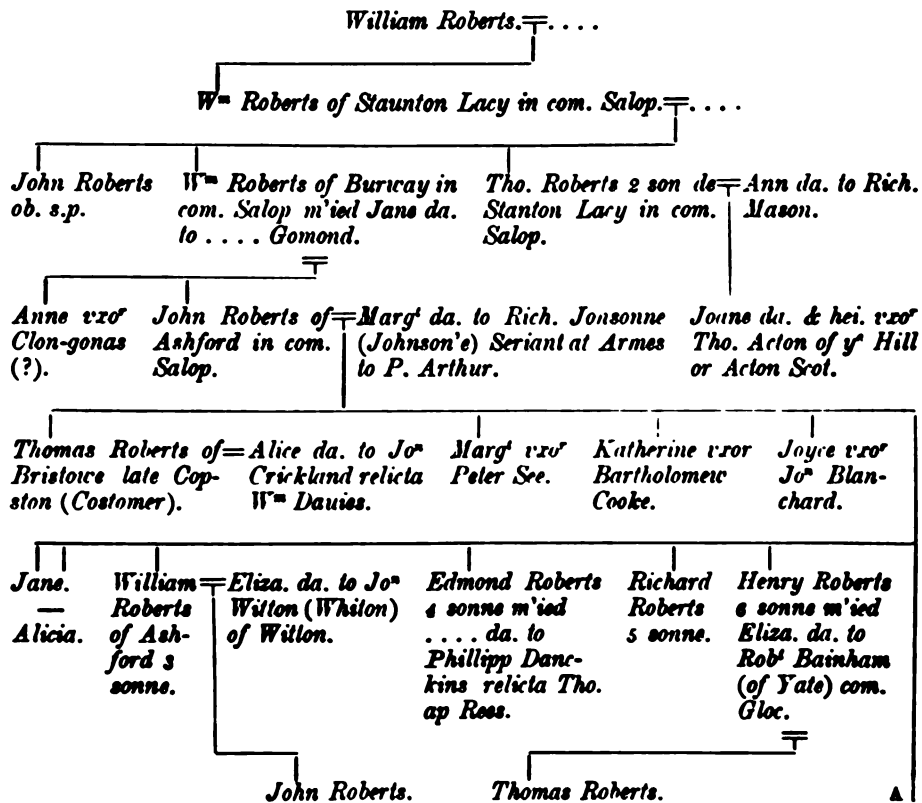 William Roberts.=. . . .
Wᵐ Roberts of Staunton Lacy in com. Salop.=. . . .
John Roberts
ob. s.p.
Wᵐ Roberts of Burway in
com. Salop m'ied Jane da.
to . . . . Gomond.
Tho. Roberts 2 son de
Stanton Lacy in com.
Salop.
=Ann da. to Rich.
Mason.
Anne vxoʳ
Clon-gonas
(?).
John Roberts of
Ashford in com.
Salop.
=Margᵗ da. to Rich. Jonsonne
(Johnson'e) Seriant at Armes
to P. Arthur.
Joane da. & hei. vxoʳ
Tho. Acton of yᵉ Hill
or Acton Scot.
Thomas Roberts of
Bristowe late Cop-
ston (Costomer).
=Alice da. to Joⁿ
Crickland relicta
Wᵐ Dauies.
Margᵗ vxoʳ
Peter See.
Katherine vxor
Bartholomew
Cooke.
Joyce vxoʳ
Joⁿ Blan-
chard.
Jane.
—
Alicia.
William
Roberts
of Ash-
ford 3
sonne.
=Eliza. da. to Joⁿ
Witton (Whiton)
of Witton.
Edmond Roberts
4 sonne m'ied
. . . . da. to
Phillipp Danc-
kins relicta Tho.
ap Rees.
Richard
Roberts
5 sonne.
Henry Roberts
6 sonne m'ied
Eliza. da. to
Robᵗ Bainham
(of Yate) com.
Gloc.
John Roberts.
Thomas Roberts.
A